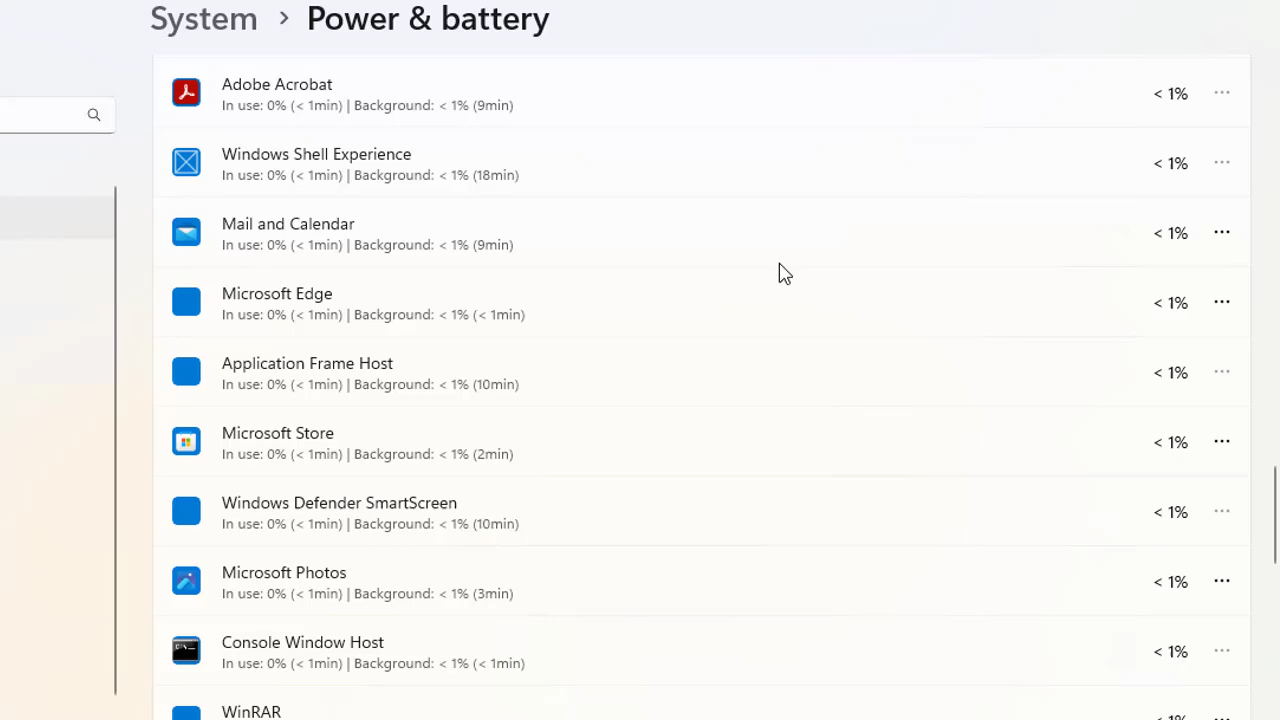 System > Power & battery
Adobe Acrobat
In use: 0% (< 1min) | Background: < 1% (9min)
< 1%
Windows Shell Experience
In use: 0% (< 1min) | Background: < 1% (18min)
< 1%
Mail and Calendar
In use: 0% (< 1min) | Background: < 1% (9min)
< 1%
Microsoft Edge
In use: 0% (< 1min) | Background: < 1% (< 1min)
< 1%
Application Frame Host
In use: 0% (< 1min) | Background: < 1% (10min)
< 1%
Microsoft Store
In use: 0% (< 1min) | Background: < 1% (2min)
< 1%
Windows Defender SmartScreen
In use: 0% (< 1min) | Background: < 1% (10min)
< 1%
Microsoft Photos
In use: 0% (< 1min) | Background: < 1% (3min)
< 1%
Console Window Host
In use: 0% (< 1min) | Background: < 1% (< 1min)
< 1%
WinRAR
< 1%